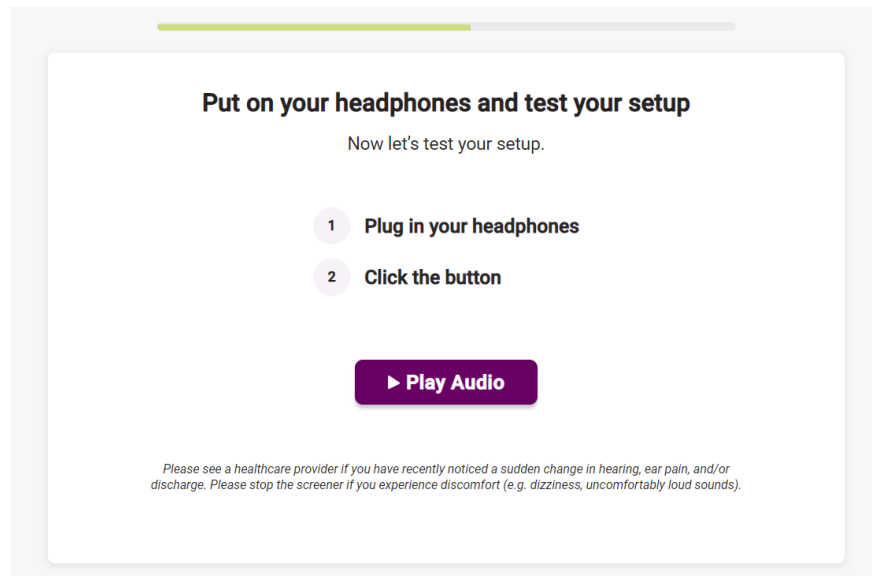 Put on your headphones and test your setup
Now let’s test your setup.
1 Plug in your headphones
2 Click the button
Play Audio
Please see a healthcare provider if you have recently noticed a sudden change in hearing, ear pain, and/or
discharge. Please stop the screener if you experience discomfort (e.g. dizziness, uncomfortably loud sounds).